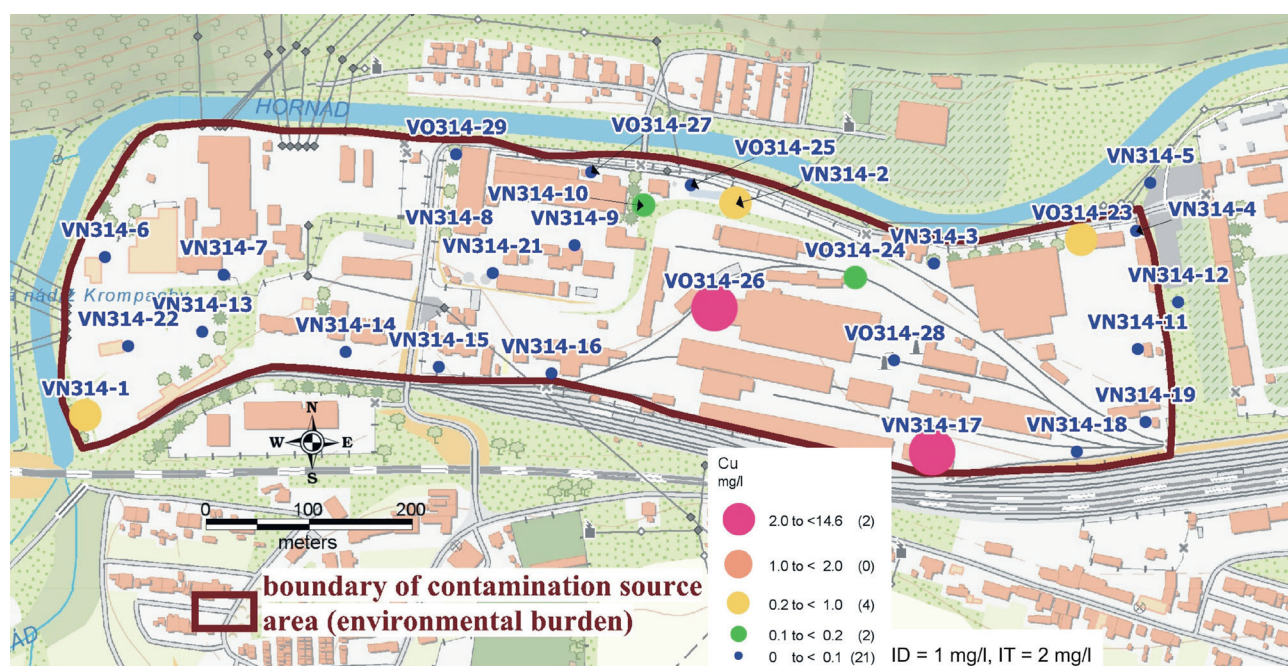 HORNÁD
VO314-29
VO314-27
VO314-25
VN314-2
VN314-5
VN314-10
VN314-8
VN314-9
VN314-4
VO314-23
VN314-6
VN314-7
VN314-21
VN314-3
VO314-24
VN314-12
VO314-26
a nádrž Krompachy
VN314-13
VN314-22
VN314-14
VN314-15
VN314-16
VO314-28
VN314-11
VN314-1
VN314-19
VN314-17
VN314-18
N
W E
S
0 100 200
meters
boundary of contamination source
area (environmental burden)
ÁD
Cu
mg/l
2.0 to <14.6 (2)
1.0 to < 2.0 (0)
0.2 to < 1.0 (4)
0.1 to < 0.2 (2)
0 to < 0.1 (21)
ID = 1 mg/l, IT = 2 mg/l